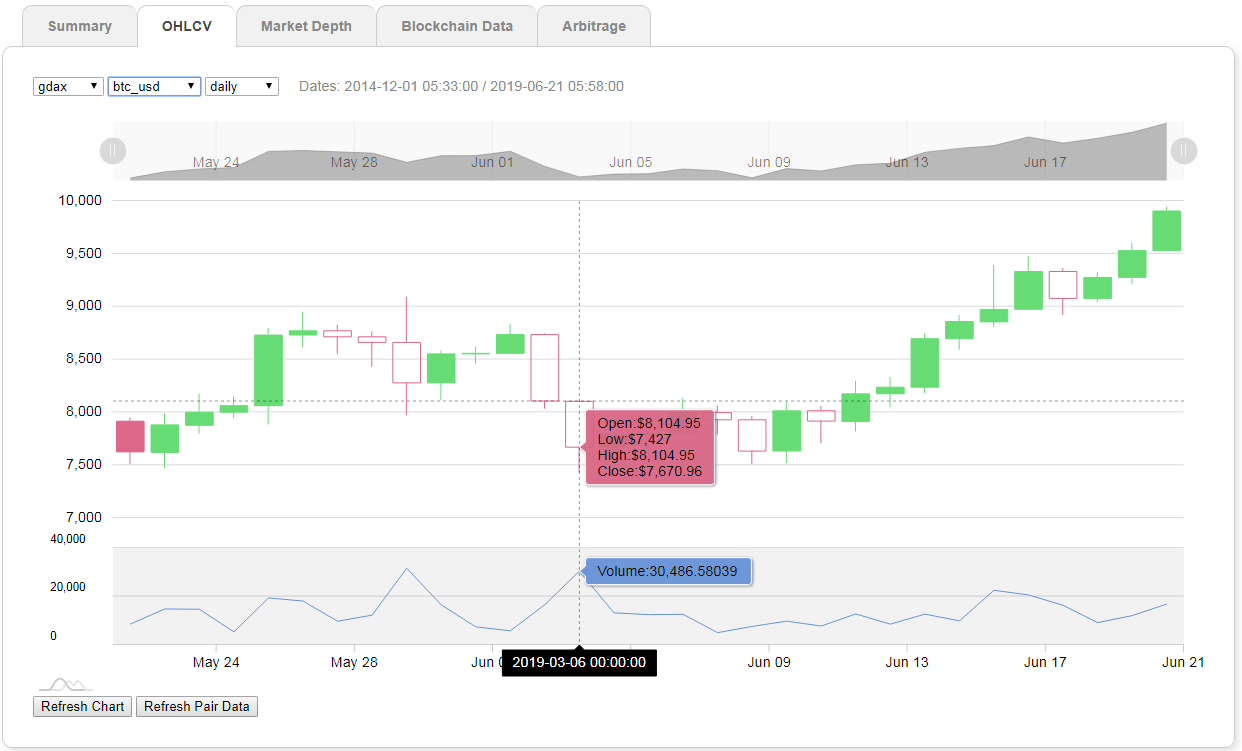 Summary OHLCV Market Depth Blockchain Data Arbitrage
gdax btc_usd daily Dates: 2014-12-01 05:33:00 / 2019-06-21 05:58:00
May 24 May 28 Jun 01 Jun 05 Jun 09 Jun 13 Jun 17
10,000
9,500
9,000
8,500
8,000
Open:$8,104.95
Low:$7,427
High:$8,104.95
7,500
Close:$7,670.96
7,000
40,000
Volume:30,486.58039
20,000
0
May 24 May 28 Jun 2019-03-06 00:00:00 Jun 09 Jun 13 Jun 17 Jun 21
Refresh Chart Refresh Pair Data